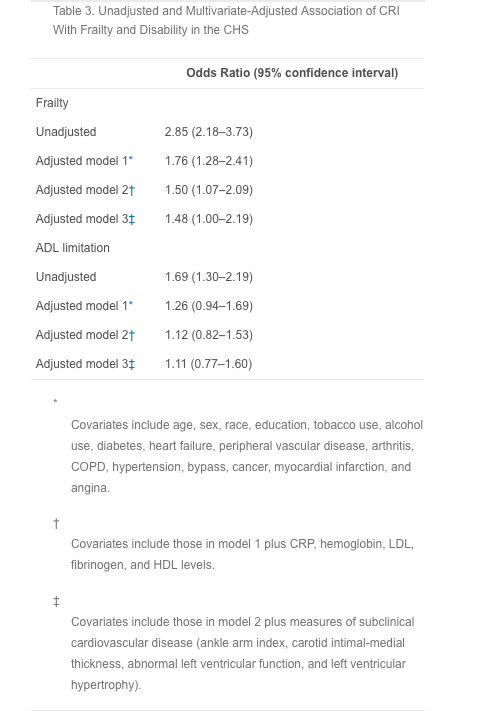 Table 3. Unadjusted and Multivariate-Adjusted Association of CRI
With Frailty and Disability in the CHS
Odds Ratio (95% confidence interval)
Frailty
Unadjusted 2.85 (2.18–3.73)
Adjusted model 1* 1.76 (1.28–2.41)
Adjusted model 2† 1.50 (1.07–2.09)
Adjusted model 3‡ 1.48 (1.00–2.19)
ADL limitation
Unadjusted 1.69 (1.30–2.19)
Adjusted model 1* 1.26 (0.94–1.69)
Adjusted model 2† 1.12 (0.82–1.53)
Adjusted model 3‡ 1.11 (0.77–1.60)
*
Covariates include age, sex, race, education, tobacco use, alcohol
use, diabetes, heart failure, peripheral vascular disease, arthritis,
COPD, hypertension, bypass, cancer, myocardial infarction, and
angina.
†
Covariates include those in model 1 plus CRP, hemoglobin, LDL,
fibrinogen, and HDL levels.
‡
Covariates include those in model 2 plus measures of subclinical
cardiovascular disease (ankle arm index, carotid intimal-medial
thickness, abnormal left ventricular function, and left ventricular
hypertrophy).